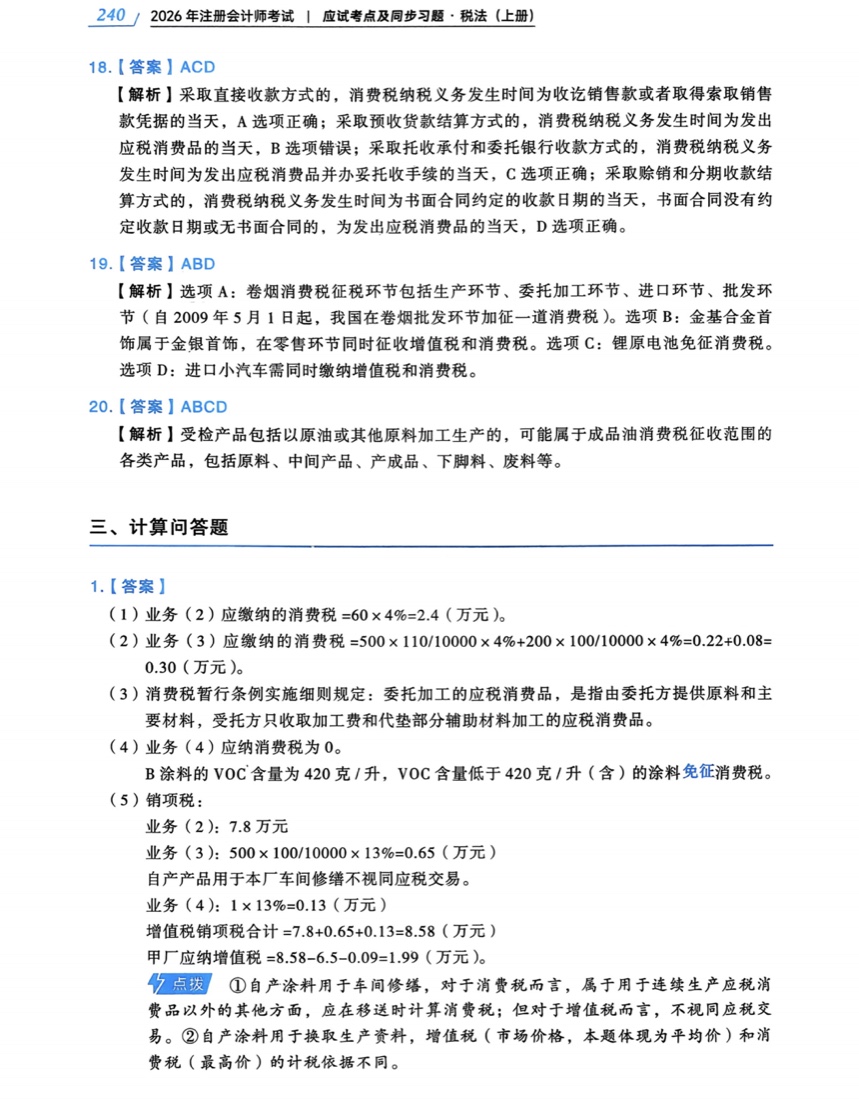 240 / 2026 年注册会计师考试 | 应试考点及同步习题·税法（上册）
18.【答案】ACD
【解析】采取直接收款方式的，消费税纳税义务发生时间为收讫销售款或者取得索取销售
款凭据的当天，A 选项正确；采取预收货款结算方式的，消费税纳税义务发生时间为发出
应税消费品的当天，B 选项错误；采取托收承付和委托银行收款方式的，消费税纳税义务
发生时间为发出应税消费品并办妥托收手续的当天，C 选项正确；采取赊销和分期收款结
算方式的，消费税纳税义务发生时间为书面合同约定的收款日期的当天，书面合同没有约
定收款日期或无书面合同的，为发出应税消费品的当天，D 选项正确。
19.【答案】ABD
【解析】选项 A：卷烟消费税征税环节包括生产环节、委托加工环节、进口环节、批发环
节（自 2009 年 5 月 1 日起，我国在卷烟批发环节加征一道消费税）。选项 B：金基合金首
饰属于金银首饰，在零售环节同时征收增值税和消费税。选项 C：锂原电池免征消费税。
选项 D：进口小汽车需同时缴纳增值税和消费税。
20.【答案】ABCD
【解析】受检产品包括以原油或其他原料加工生产的，可能属于成品油消费税征收范围的
各类产品，包括原料、中间产品、产成品、下脚料、废料等。
三、计算问答题
1.【答案】
（1）业务（2）应缴纳的消费税 =60×4%=2.4（万元）。
（2）业务（3）应缴纳的消费税 =500×110/10000×4%+200×100/10000×4%=0.22+0.08=
0.30（万元）。
（3）消费税暂行条例实施细则规定：委托加工的应税消费品，是指由委托方提供原料和主
要材料，受托方只收取加工费和代垫部分辅助材料加工的应税消费品。
（4）业务（4）应纳消费税为 0。
B 涂料的 VOC 含量为 420 克 / 升，VOC 含量低于 420 克 / 升（含）的涂料免征消费税。
（5）销项税：
业务（2）：7.8 万元
业务（3）：500×100/10000×13%=0.65（万元）
自产产品用于本厂车间修缮不视同应税交易。
业务（4）：1×13%=0.13（万元）
增值税销项税合计 =7.8+0.65+0.13=8.58（万元）
甲厂应纳增值税 =8.58-6.5-0.09=1.99（万元）。
点拨 ①自产涂料用于车间修缮，对于消费税而言，属于用于连续生产应税消
费品以外的其他方面，应在移送时计算消费税；但对于增值税而言，不视同应税交
易。②自产涂料用于换取生产资料，增值税（市场价格，本题体现为平均价）和消
费税（最高价）的计税依据不同。